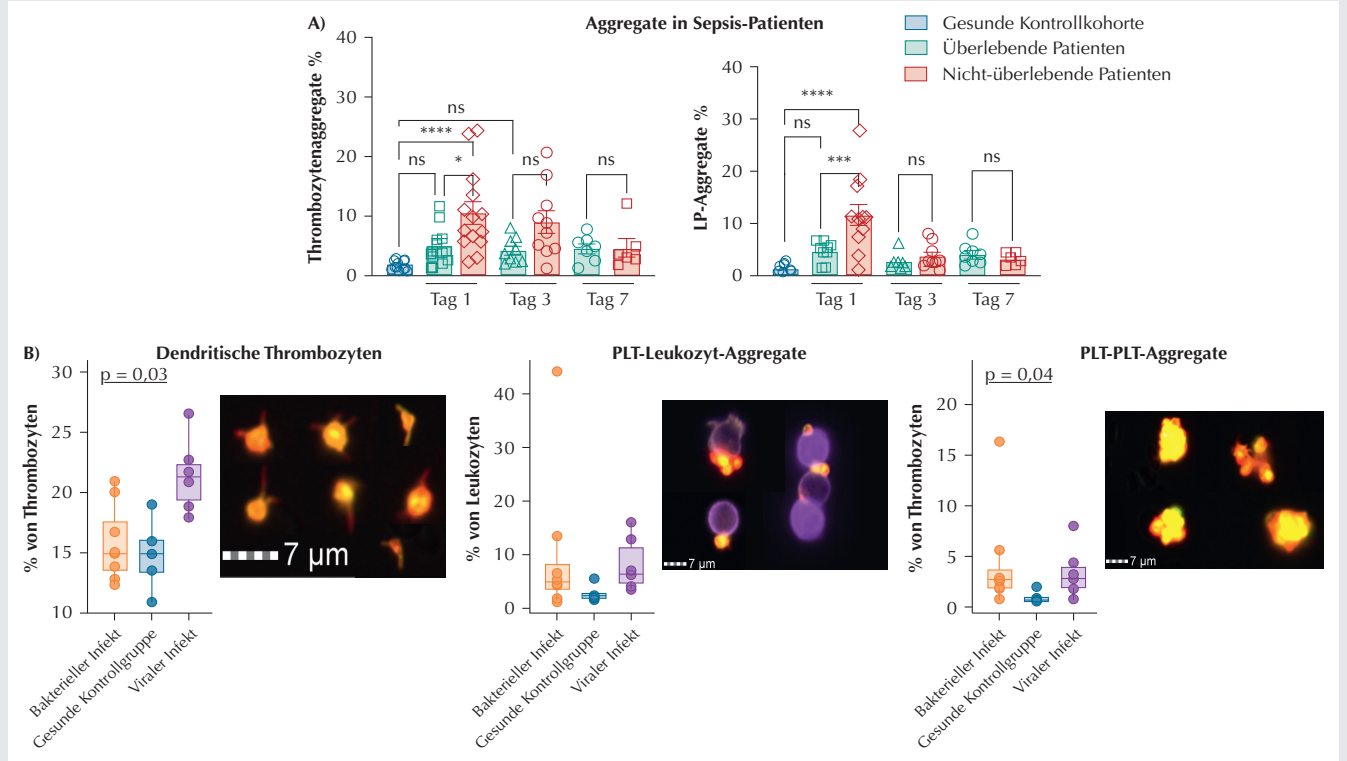 A)
Aggregate in Sepsis-Patienten
Gesunde Kontrollkohorte
Überlebende Patienten
Nicht-überlebende Patienten
Thrombozytenaggregate %
40
30
20
10
0
ns
****
ns
*
ns
ns
Tag 1
Tag 3
Tag 7
LP-Aggregate %
40
30
20
10
0
****
ns
***
ns
ns
Tag 1
Tag 3
Tag 7
B)
Dendritische Thrombozyten
% von Thrombozyten
30
25
20
15
10
p = 0,03
7 µm
Bakterieller Infekt
Gesunde Kontrollgruppe
Viraler Infekt
PLT-Leukozyt-Aggregate
% von Leukozyten
40
30
20
10
0
7 µm
Bakterieller Infekt
Gesunde Kontrollgruppe
Viraler Infekt
PLT-PLT-Aggregate
% von Thrombozyten
20
15
10
5
0
p = 0,04
7 µm
Bakterieller Infekt
Gesunde Kontrollgruppe
Viraler Infekt